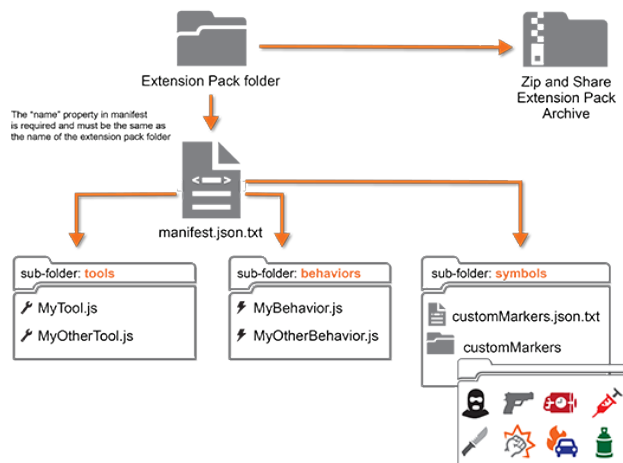 Extension Pack folder
Zip and Share
Extension Pack
Archive
The "name" property in manifest
is required and must be the same as
the name of the extension pack folder
manifest.json.txt
sub-folder: tools
MyTool.js
MyOtherTool.js
sub-folder: behaviors
MyBehavior.js
MyOtherBehavior.js
sub-folder: symbols
customMarkers.json.txt
customMarkers